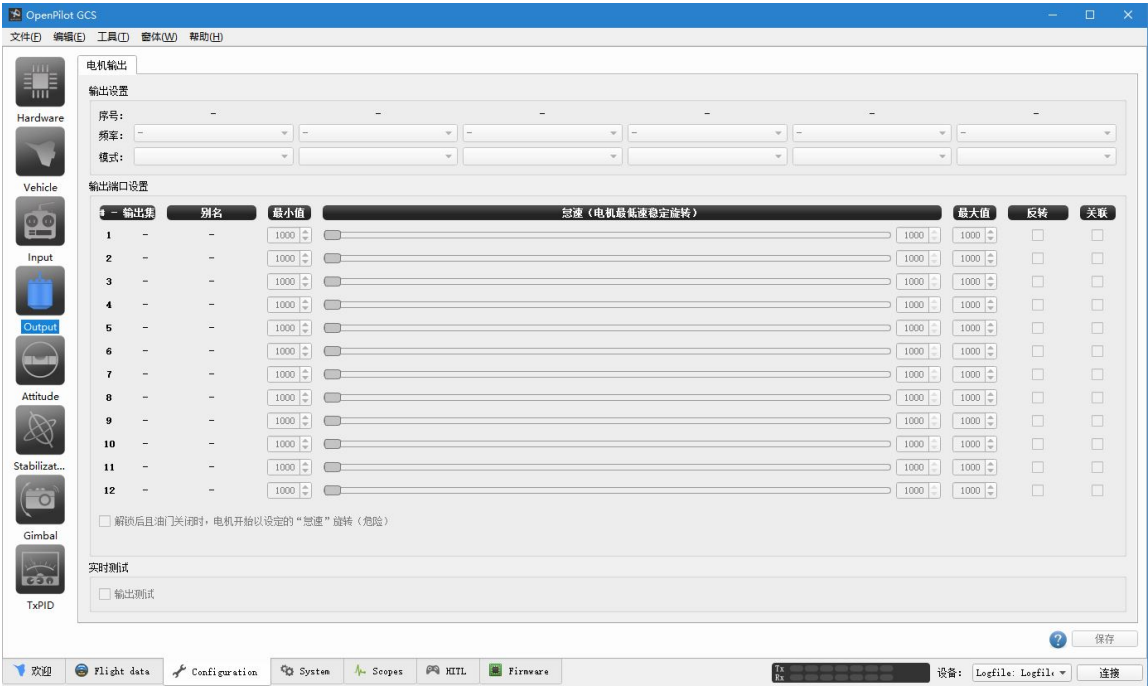 OpenPilot GCS
文件(F) 编辑(E) 工具(T) 窗体(W) 帮助(H)
Hardware
Vehicle
Input
Output
Attitude
Stabilizat...
Gimbal
TxPID
电机输出
输出设置
序号: - - - - - -
频率: - - - - - -
模式:
输出端口设置
# - 输出集 别名 最小值 怠速（电机最低速稳定旋转） 最大值 反转 关联
1 - - 1000 1000 1000
2 - - 1000 1000 1000
3 - - 1000 1000 1000
4 - - 1000 1000 1000
5 - - 1000 1000 1000
6 - - 1000 1000 1000
7 - - 1000 1000 1000
8 - - 1000 1000 1000
9 - - 1000 1000 1000
10 - - 1000 1000 1000
11 - - 1000 1000 1000
12 - - 1000 1000 1000
解锁后且油门关闭时，电机开始以设定的“怠速”旋转（危险）
实时测试
输出测试
保存
欢迎 Flight data Configuration System Scopes HITL Firmware
Tx
Rx
设备: Logfile: Logfile 连接